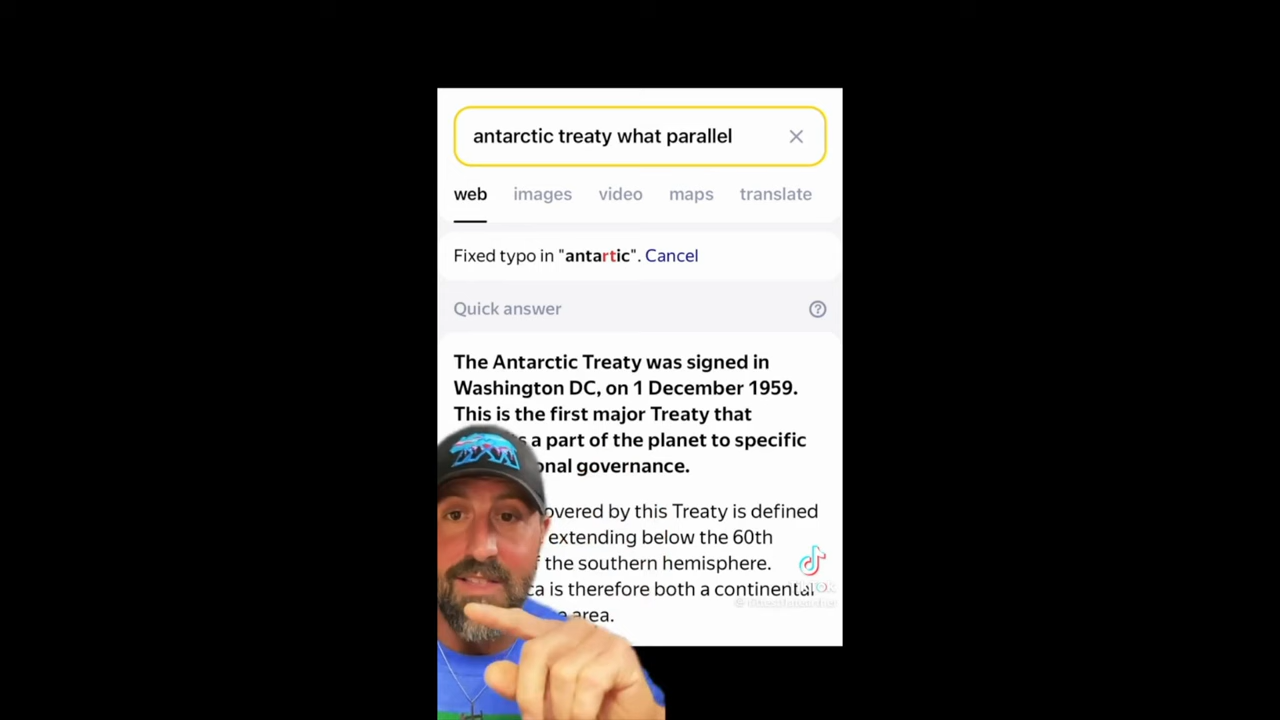 antarctic treaty what parallel
web images video maps translate
Fixed typo in "antartic". Cancel
Quick answer
The Antarctic Treaty was signed in
Washington DC, on 1 December 1959.
This is the first major Treaty that
a part of the planet to specific
governance.
by this Treaty is defined
extending below the 60th
the southern hemisphere.
is therefore both a continental
area.
TikTok